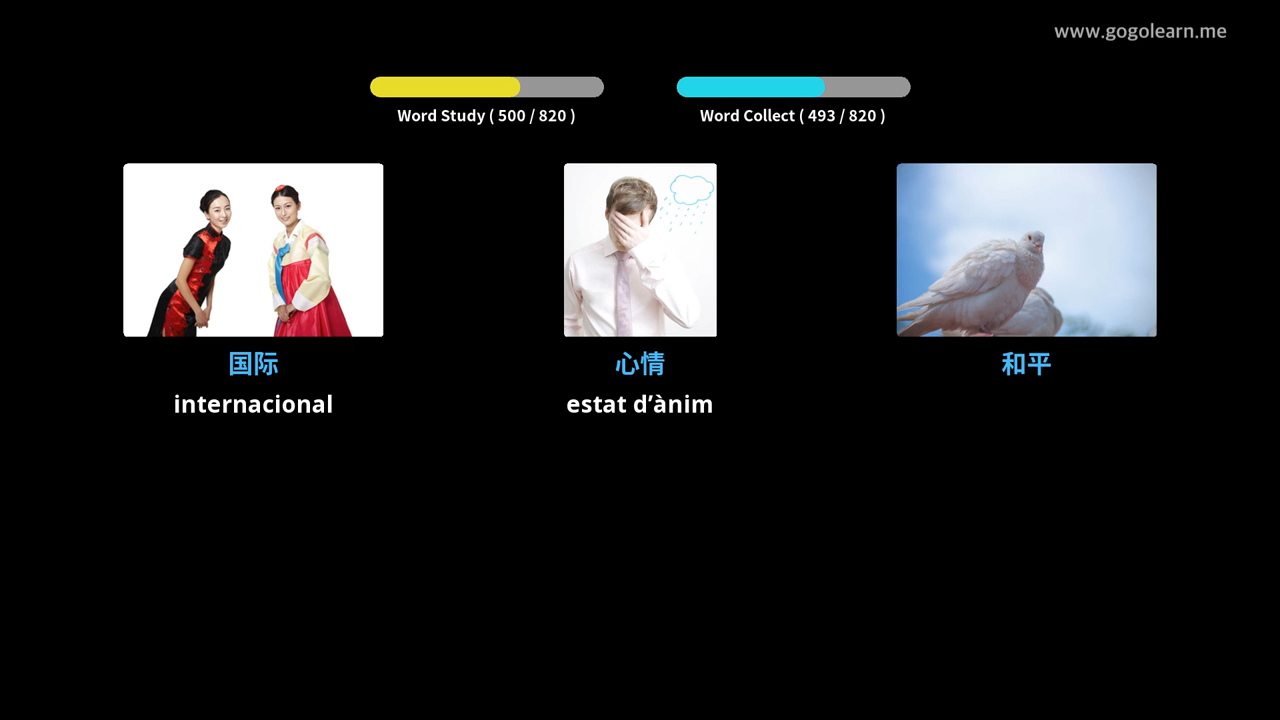 www.gogolearn.me
Word Study ( 500 / 820 )
Word Collect ( 493 / 820 )
国际
心情
和平
internacional
estat d’ànim